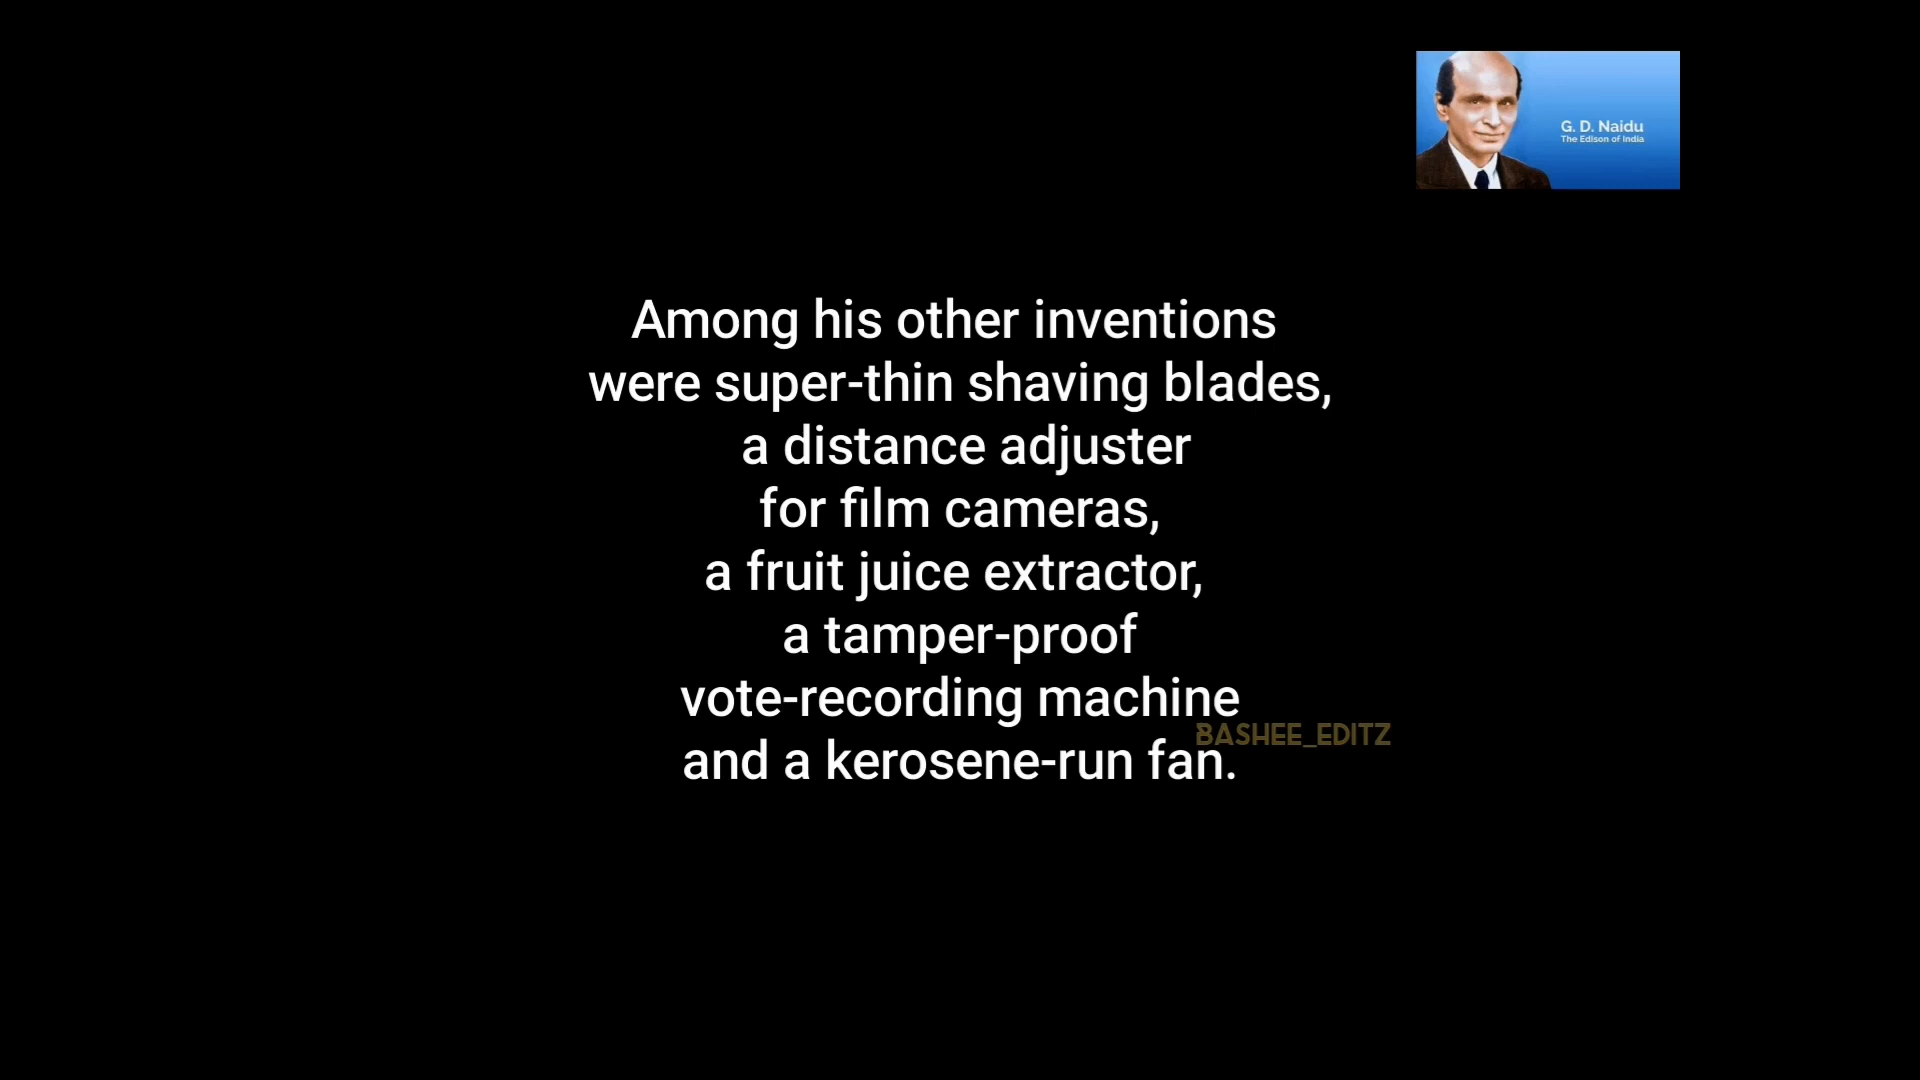 G. D. Naidu
The Edison of India
Among his other inventions
were super-thin shaving blades,
a distance adjuster
for film cameras,
a fruit juice extractor,
a tamper-proof
vote-recording machine
BASHEE_EDITZ
and a kerosene-run fan.